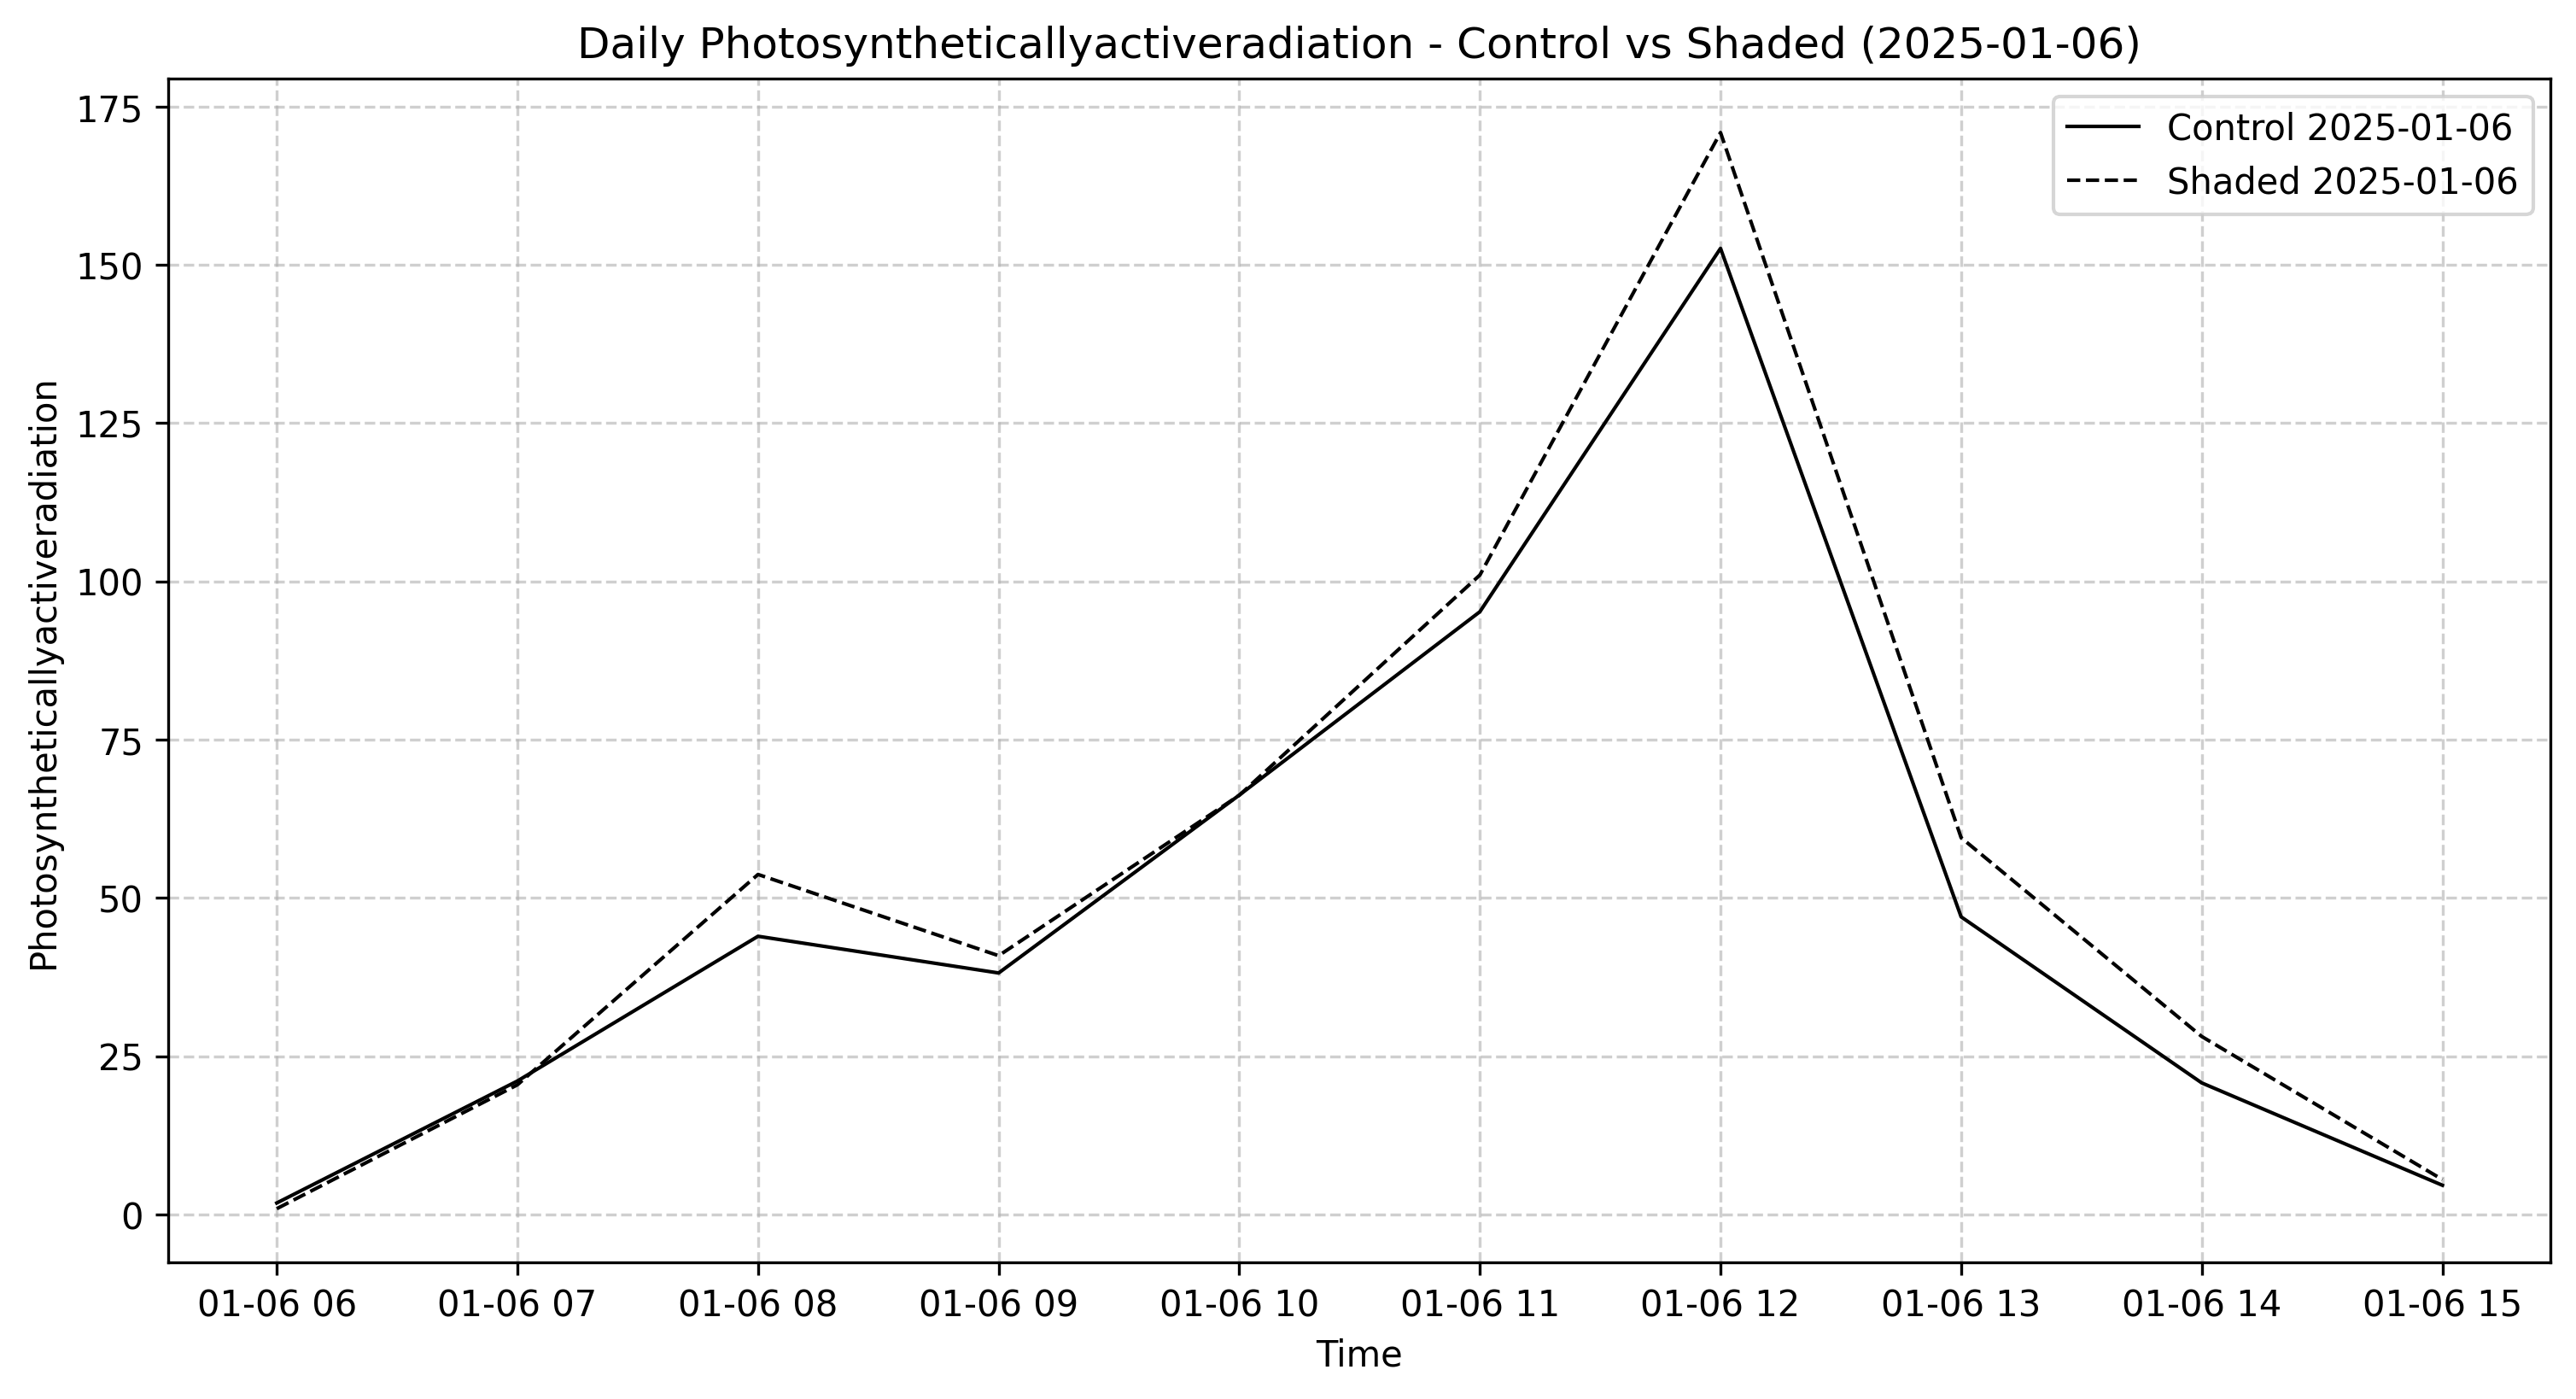 Daily Photosyntheticallyactiveradiation - Control vs Shaded (2025-01-06)
Control 2025-01-06
Shaded 2025-01-06
Photosyntheticallyactiveradiation
175
150
125
100
75
50
25
0
01-06 06 01-06 07 01-06 08 01-06 09 01-06 10 01-06 11 01-06 12 01-06 13 01-06 14 01-06 15
Time